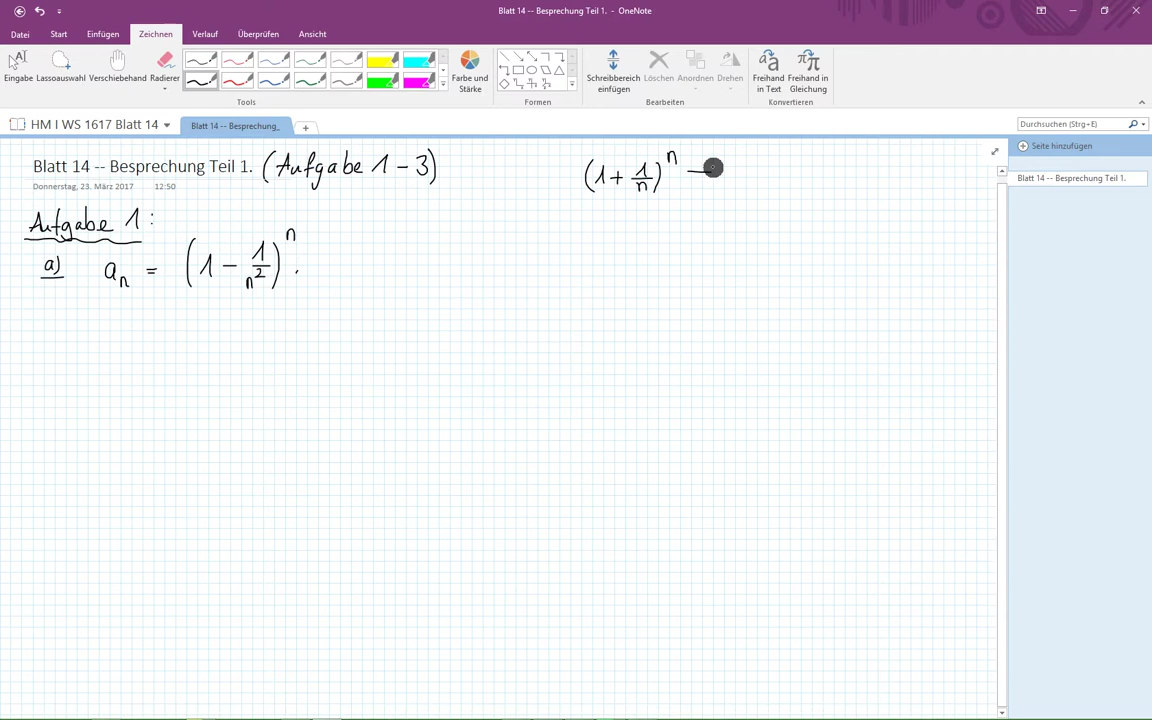 Blatt 14 -- Besprechung Teil 1. - OneNote
Datei Start Einfügen Zeichnen Verlauf Überprüfen Ansicht
Eingabe Lassoauswahl Verschiebehand Radierer
Farbe und Stärke
Schreibbereich einfügen
Löschen
Anordnen
Drehen
Freihand in Text
Freihand in Gleichung
Tools Formen Bearbeiten Konvertieren
HM I WS 1617 Blatt 14
Blatt 14 -- Besprechung_
Durchsuchen (Strg+E)
Seite hinzufügen
Blatt 14 -- Besprechung Teil 1.
Blatt 14 -- Besprechung Teil 1. (Aufgabe 1 - 3)
Donnerstag, 23. März 2017 12:50
(1 + 1/n)^n —
Aufgabe 1 :
a) a_n = (1 - 1/n^2)^n .